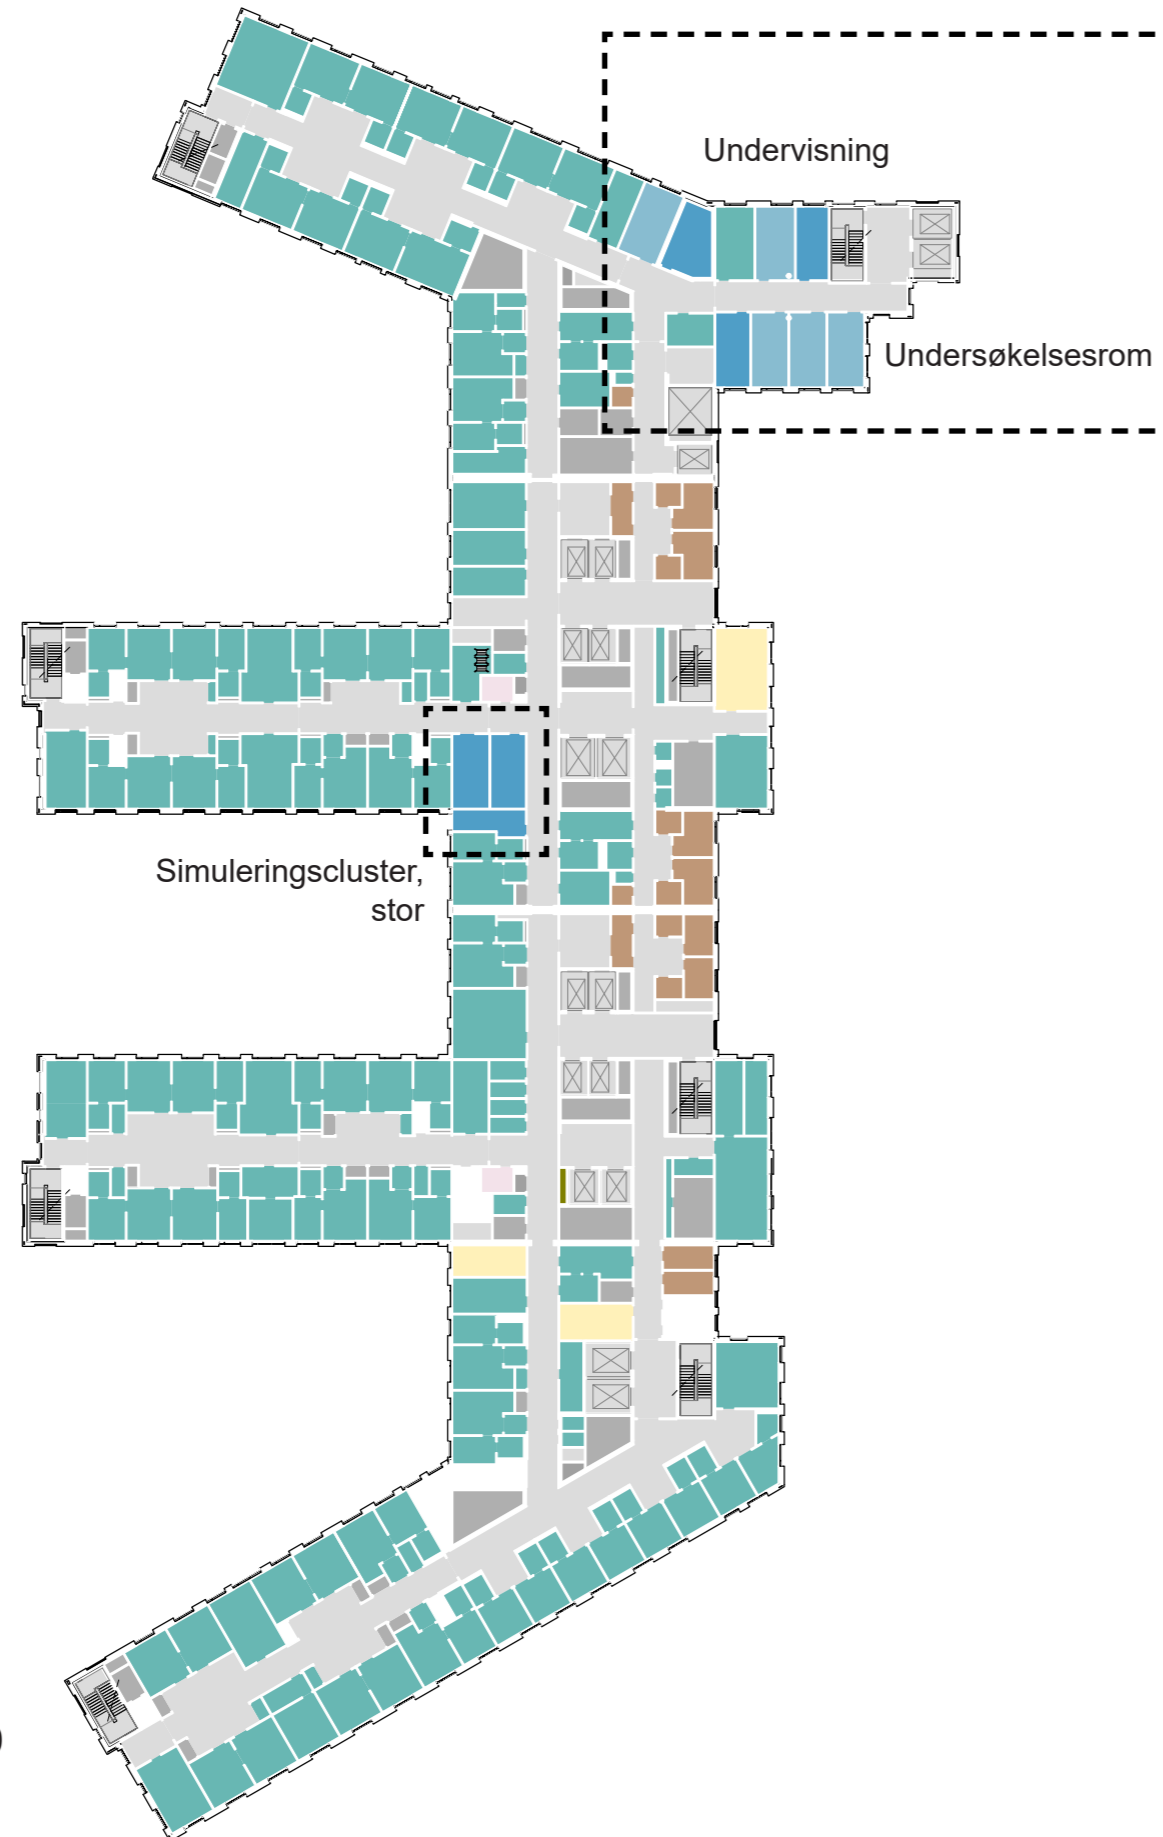 Undervisning
Undersøkelsesrom
Simuleringscluster,
stor
)